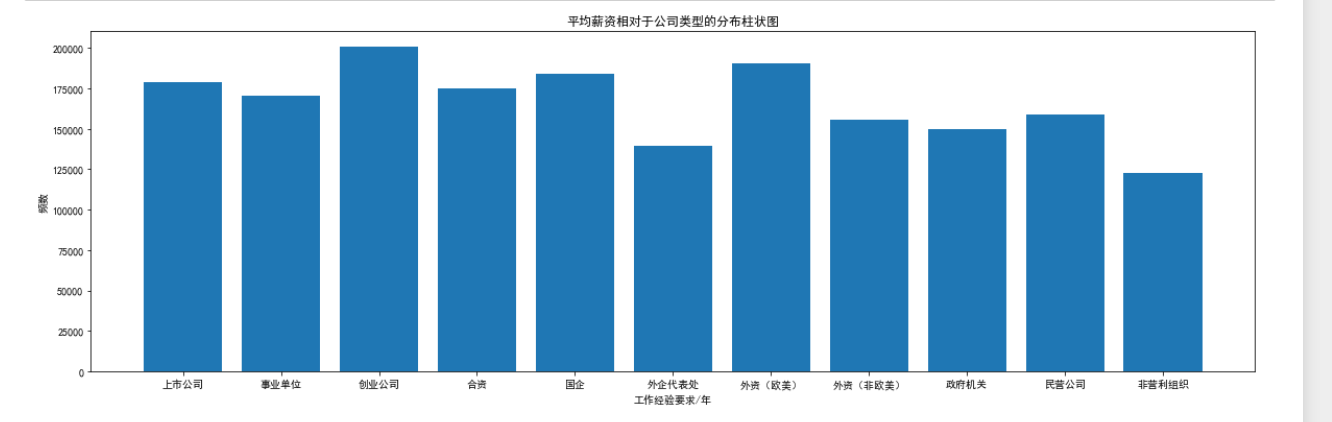 平均薪资相对于公司类型的分布柱状图
200000
175000
150000
125000
100000
75000
50000
25000
0
频数
上市公司 事业单位 创业公司 合资 国企 外企代表处 外资（欧美） 外资（非欧美） 政府机关 民营公司 非营利组织
工作经验要求/年